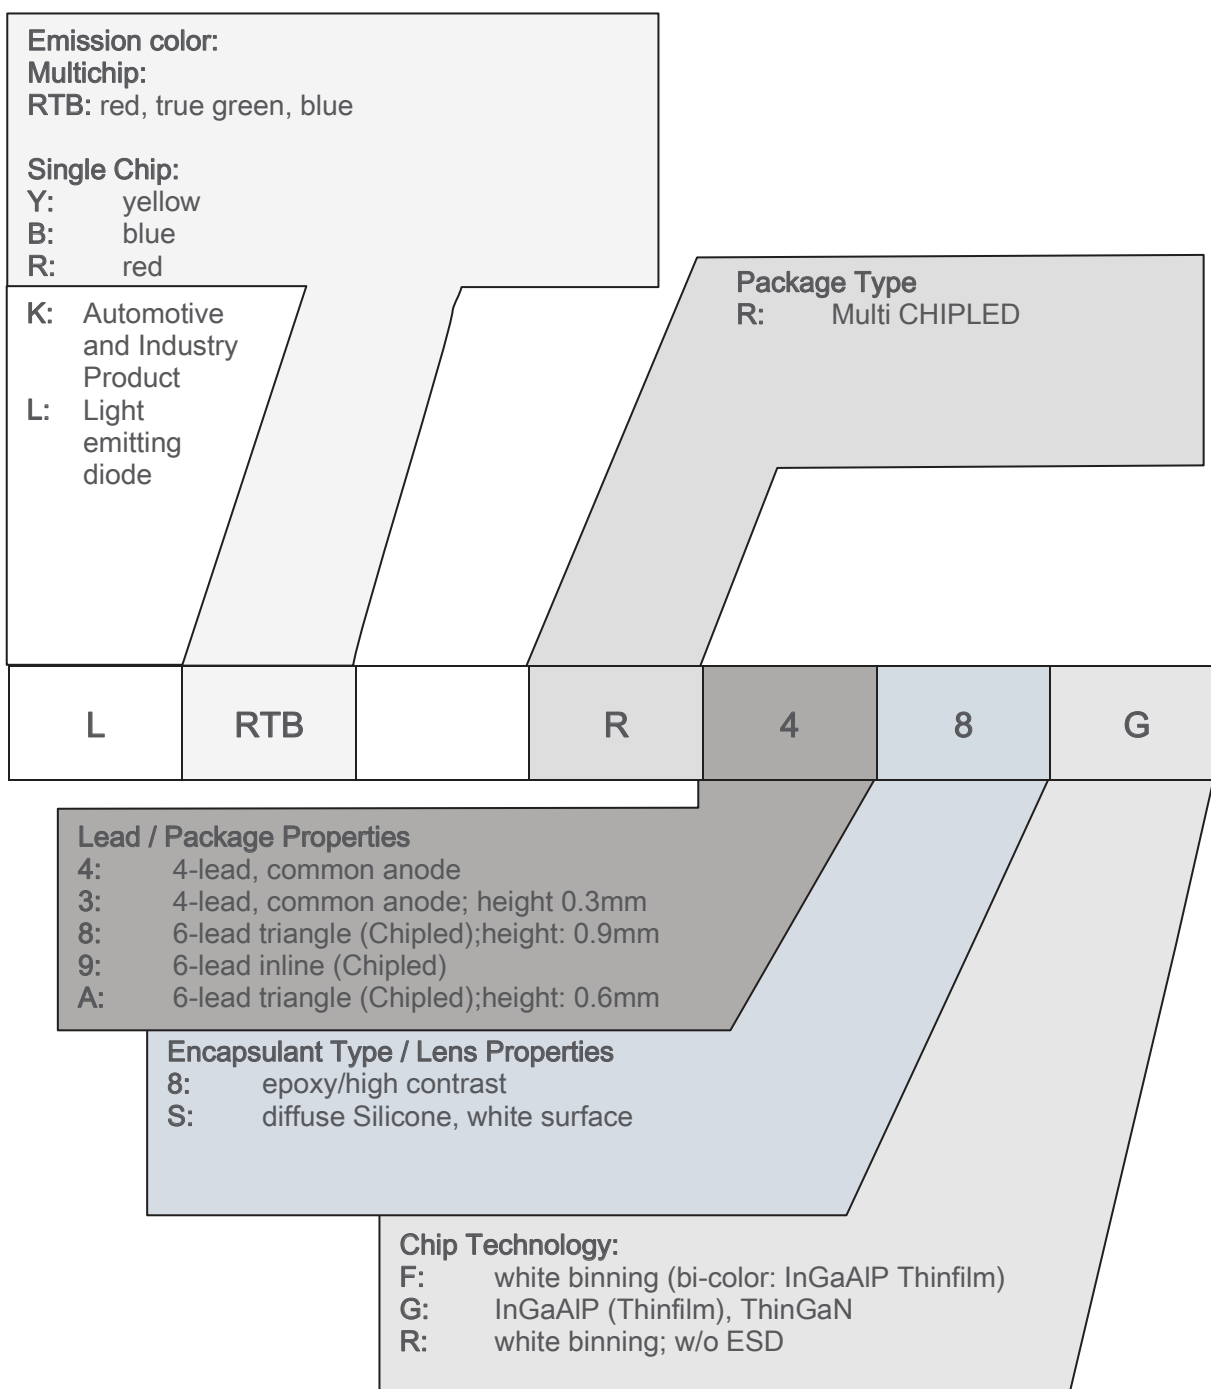 Emission color:
Multichip:
RTB: red, true green, blue
Single Chip:
Y: yellow
B: blue
R: red
K: Automotive
and Industry
Product
L: Light
emitting
diode
Package Type
R: Multi CHIPLED
L RTB R 4 8 G
Lead / Package Properties
4: 4-lead, common anode
3: 4-lead, common anode; height 0.3mm
8: 6-lead triangle (Chipled);height: 0.9mm
9: 6-lead inline (Chipled)
A: 6-lead triangle (Chipled);height: 0.6mm
Encapsulant Type / Lens Properties
8: epoxy/high contrast
S: diffuse Silicone, white surface
Chip Technology:
F: white binning (bi-color: InGaAlP Thinfilm)
G: InGaAlP (Thinfilm), ThinGaN
R: white binning; w/o ESD